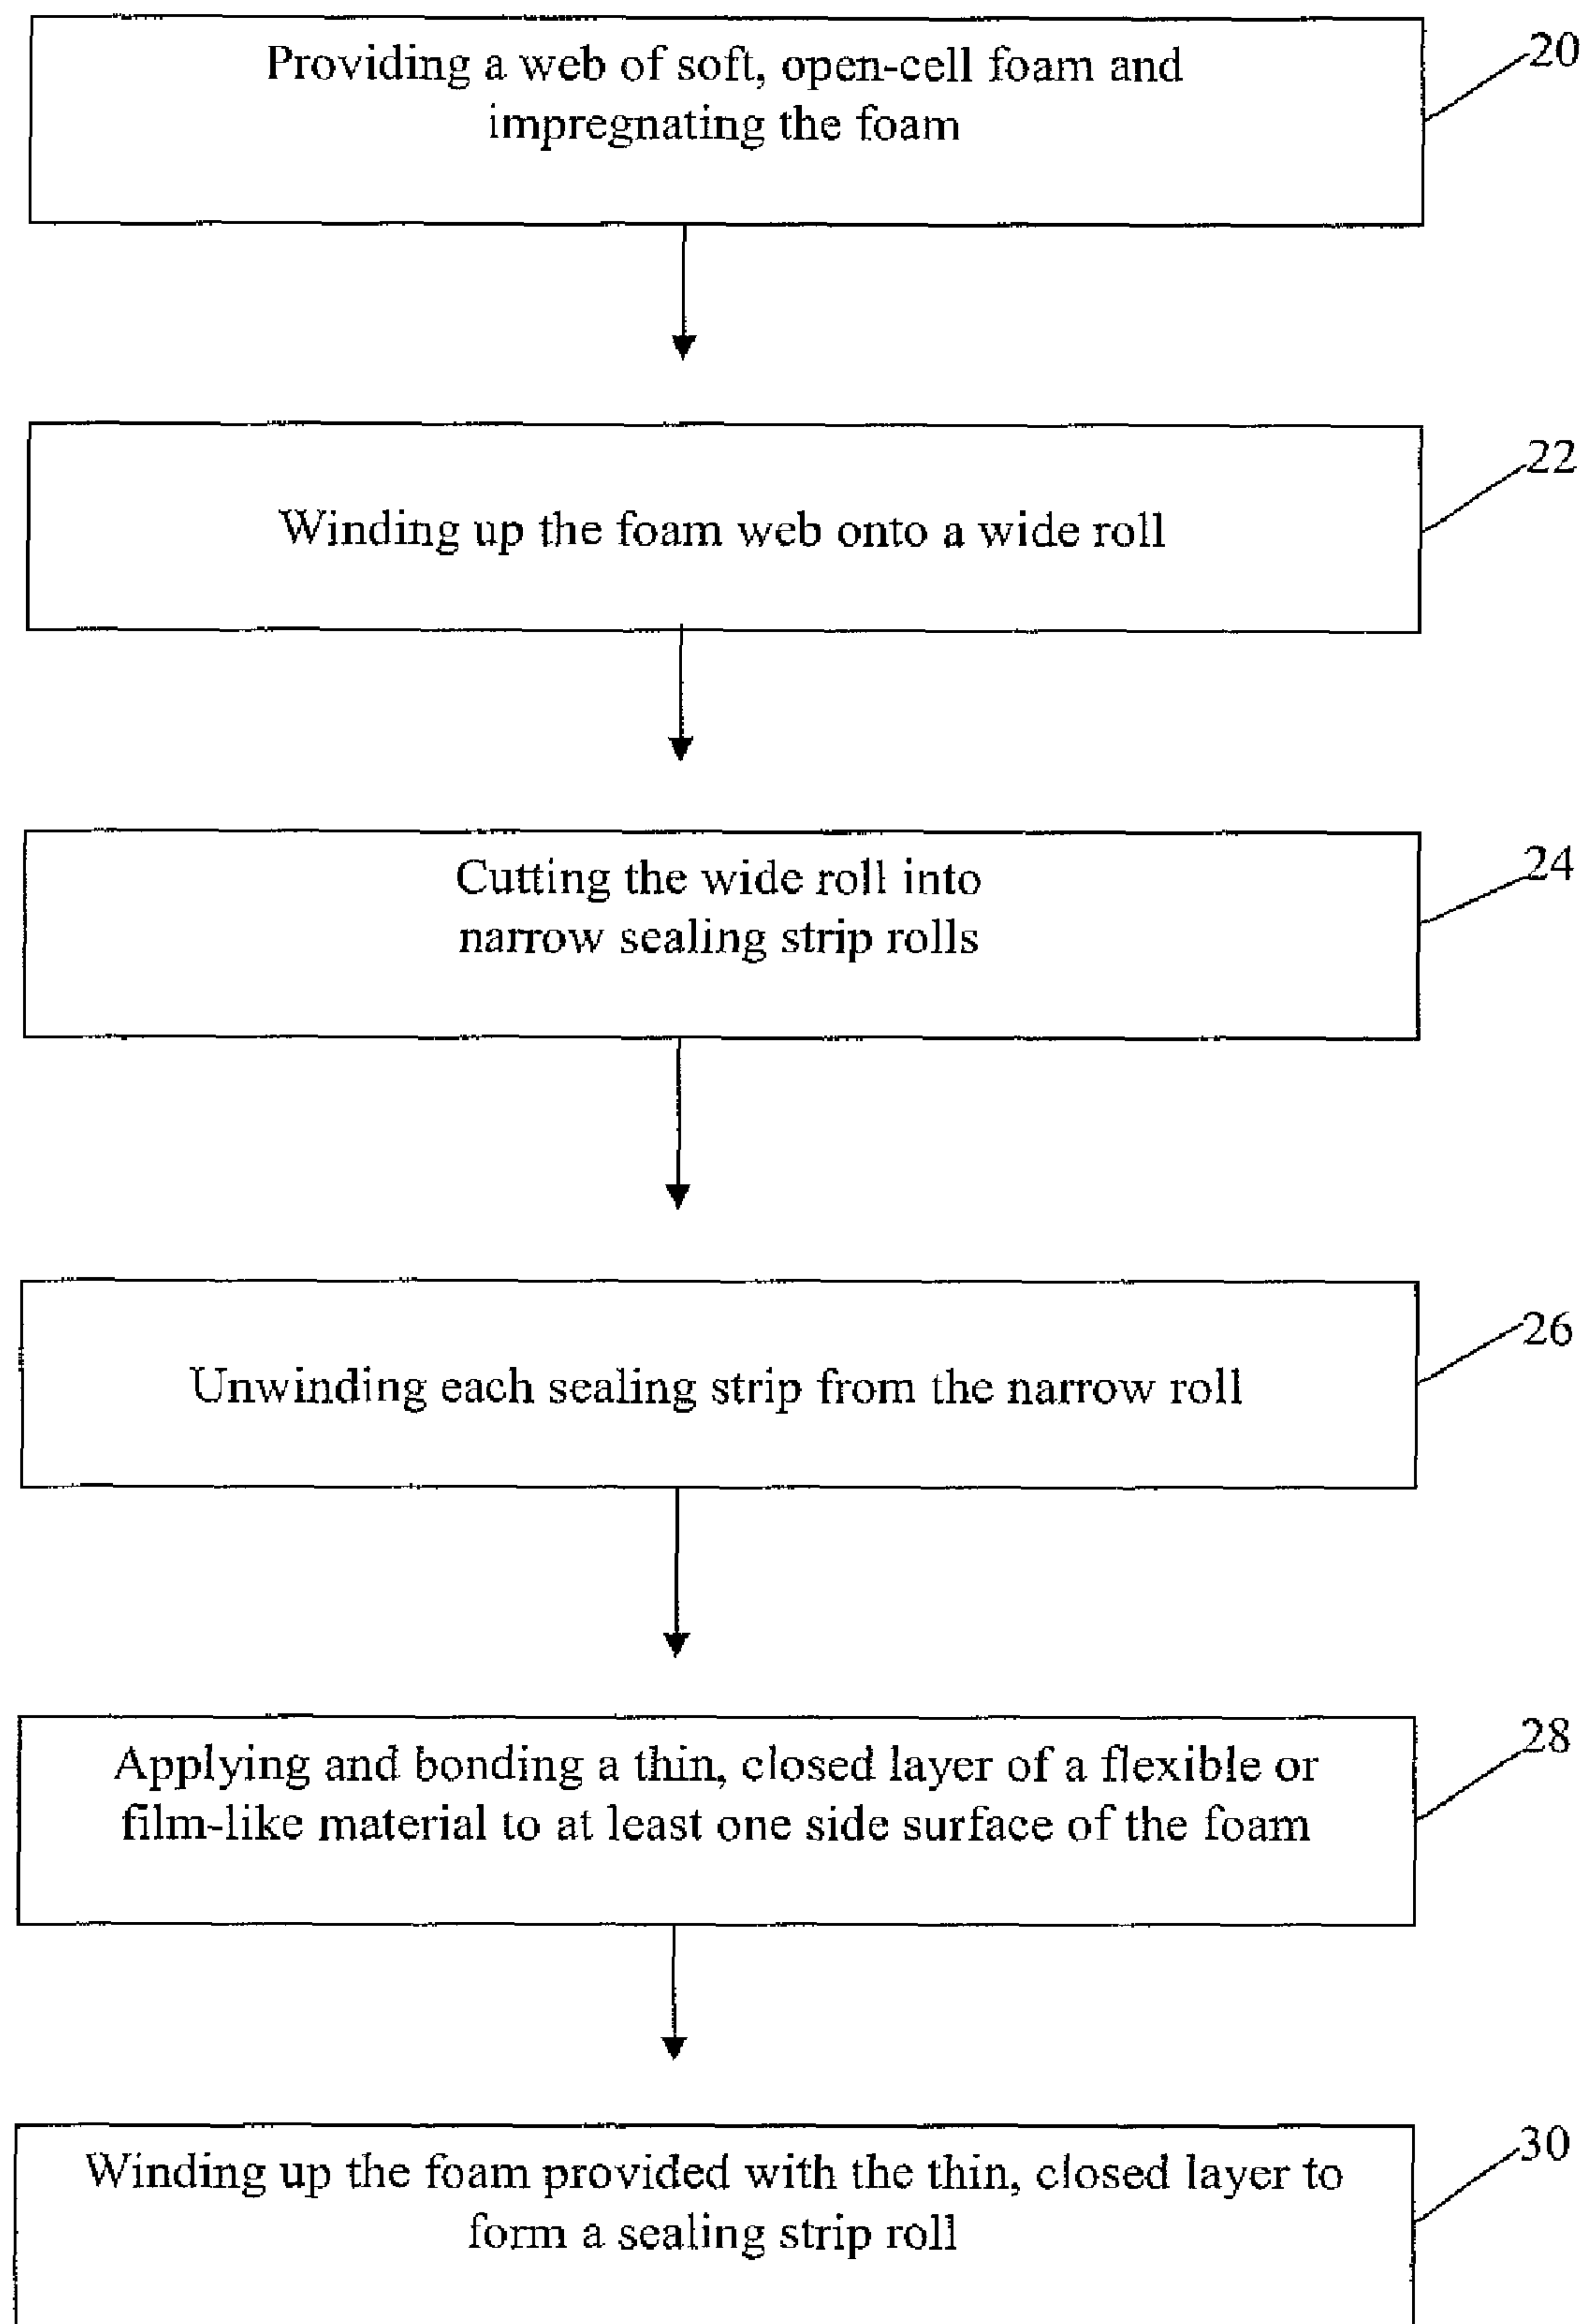 Providing a web of soft, open-cell foam and
impregnating the foam
20
Winding up the foam web onto a wide roll
22
Cutting the wide roll into
narrow sealing strip rolls
24
Unwinding each sealing strip from the narrow roll
26
Applying and bonding a thin, closed layer of a flexible or
film-like material to at least one side surface of the foam
28
Winding up the foam provided with the thin, closed layer to
form a sealing strip roll
30